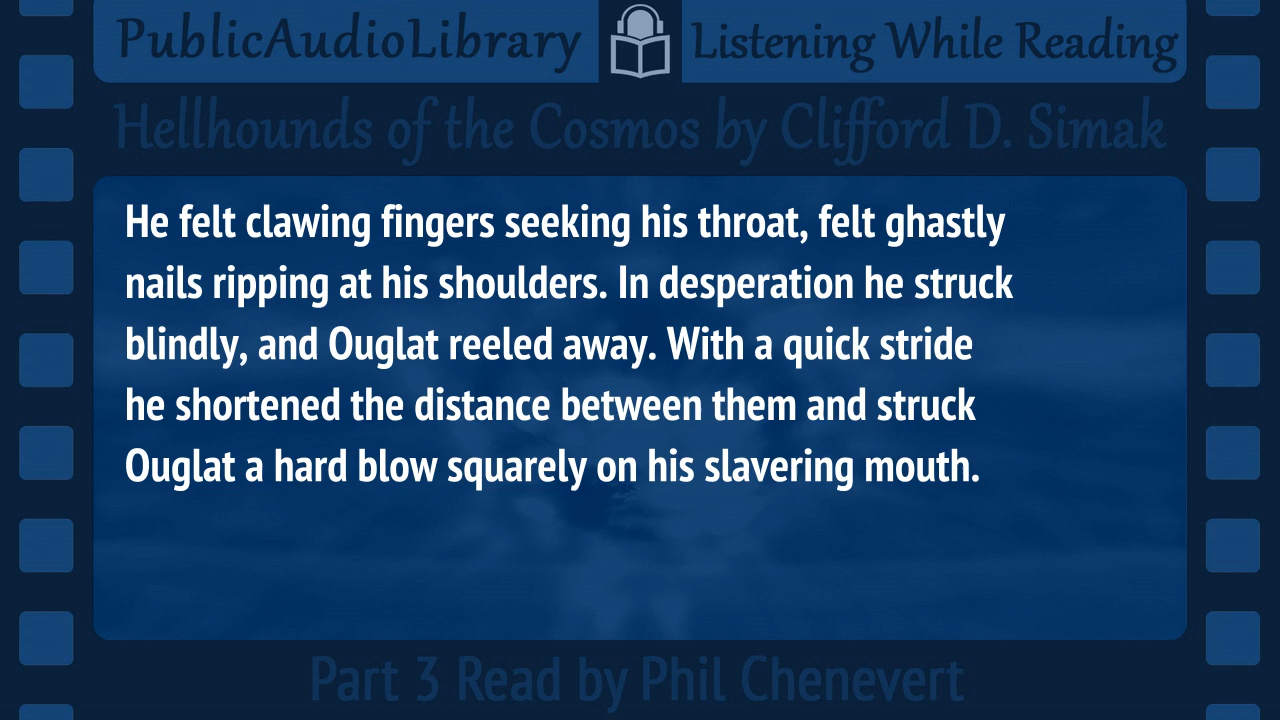 PublicAudioLibrary Listening While Reading
Hellhounds of the Cosmos by Clifford D. Simak
He felt clawing fingers seeking his throat, felt ghastly
nails ripping at his shoulders. In desperation he struck
blindly, and Ouglat reeled away. With a quick stride
he shortened the distance between them and struck
Ouglat a hard blow squarely on his slavering mouth.
Part 3 Read by Phil Chenevert